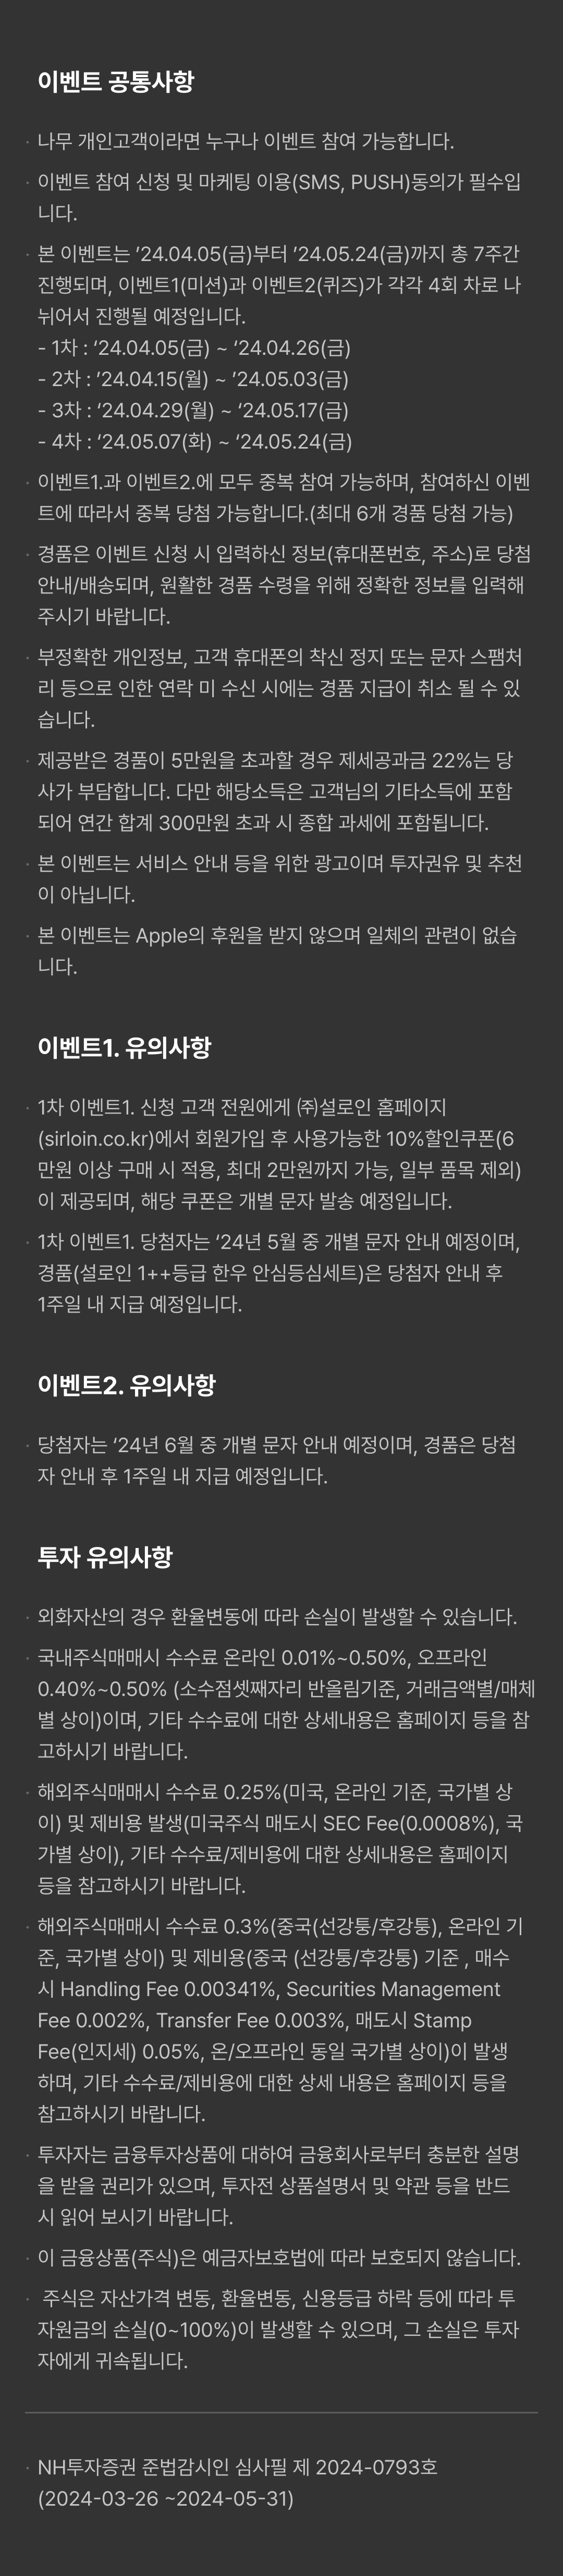 이벤트 공통사항
· 나무 개인고객이라면 누구나 이벤트 참여 가능합니다.
· 이벤트 참여 신청 및 마케팅 이용(SMS, PUSH)동의가 필수입
니다.
· 본 이벤트는 ’24.04.05(금)부터 ’24.05.24(금)까지 총 7주간
진행되며, 이벤트1(미션)과 이벤트2(퀴즈)가 각각 4회 차로 나
뉘어서 진행될 예정입니다.
- 1차 : ‘24.04.05(금) ~ ‘24.04.26(금)
- 2차 : ‘24.04.15(월) ~ ’24.05.03(금)
- 3차 : ‘24.04.29(월) ~ ‘24.05.17(금)
- 4차 : ‘24.05.07(화) ~ ‘24.05.24(금)
· 이벤트1.과 이벤트2.에 모두 중복 참여 가능하며, 참여하신 이벤
트에 따라서 중복 당첨 가능합니다.(최대 6개 경품 당첨 가능)
· 경품은 이벤트 신청 시 입력하신 정보(휴대폰번호, 주소)로 당첨
안내/배송되며, 원활한 경품 수령을 위해 정확한 정보를 입력해
주시기 바랍니다.
· 부정확한 개인정보, 고객 휴대폰의 착신 정지 또는 문자 스팸처
리 등으로 인한 연락 미 수신 시에는 경품 지급이 취소 될 수 있
습니다.
· 제공받은 경품이 5만원을 초과할 경우 제세공과금 22%는 당
사가 부담합니다. 다만 해당소득은 고객님의 기타소득에 포함
되어 연간 합계 300만원 초과 시 종합 과세에 포함됩니다.
· 본 이벤트는 서비스 안내 등을 위한 광고이며 투자권유 및 추천
이 아닙니다.
· 본 이벤트는 Apple의 후원을 받지 않으며 일체의 관련이 없습
니다.
이벤트1. 유의사항
· 1차 이벤트1. 신청 고객 전원에게 ㈜설로인 홈페이지
(sirloin.co.kr)에서 회원가입 후 사용가능한 10%할인쿠폰(6
만원 이상 구매 시 적용, 최대 2만원까지 가능, 일부 품목 제외)
이 제공되며, 해당 쿠폰은 개별 문자 발송 예정입니다.
· 1차 이벤트1. 당첨자는 ‘24년 5월 중 개별 문자 안내 예정이며,
경품(설로인 1++등급 한우 안심등심세트)은 당첨자 안내 후
1주일 내 지급 예정입니다.
이벤트2. 유의사항
· 당첨자는 ‘24년 6월 중 개별 문자 안내 예정이며, 경품은 당첨
자 안내 후 1주일 내 지급 예정입니다.
투자 유의사항
· 외화자산의 경우 환율변동에 따라 손실이 발생할 수 있습니다.
· 국내주식매매시 수수료 온라인 0.01%~0.50%, 오프라인
0.40%~0.50% (소수점셋째자리 반올림기준, 거래금액별/매체
별 상이)이며, 기타 수수료에 대한 상세내용은 홈페이지 등을 참
고하시기 바랍니다.
· 해외주식매매시 수수료 0.25%(미국, 온라인 기준, 국가별 상
이) 및 제비용 발생(미국주식 매도시 SEC Fee(0.0008%), 국
가별 상이), 기타 수수료/제비용에 대한 상세내용은 홈페이지
등을 참고하시기 바랍니다.
· 해외주식매매시 수수료 0.3%(중국(선강퉁/후강퉁), 온라인 기
준, 국가별 상이) 및 제비용(중국 (선강퉁/후강퉁) 기준 , 매수
시 Handling Fee 0.00341%, Securities Management
Fee 0.002%, Transfer Fee 0.003%, 매도시 Stamp
Fee(인지세) 0.05%, 온/오프라인 동일 국가별 상이)이 발생
하며, 기타 수수료/제비용에 대한 상세 내용은 홈페이지 등을
참고하시기 바랍니다.
· 투자자는 금융투자상품에 대하여 금융회사로부터 충분한 설명
을 받을 권리가 있으며, 투자전 상품설명서 및 약관 등을 반드
시 읽어 보시기 바랍니다.
· 이 금융상품(주식)은 예금자보호법에 따라 보호되지 않습니다.
· 주식은 자산가격 변동, 환율변동, 신용등급 하락 등에 따라 투
자원금의 손실(0~100%)이 발생할 수 있으며, 그 손실은 투자
자에게 귀속됩니다.
· NH투자증권 준법감시인 심사필 제 2024-0793호
(2024-03-26 ~2024-05-31)